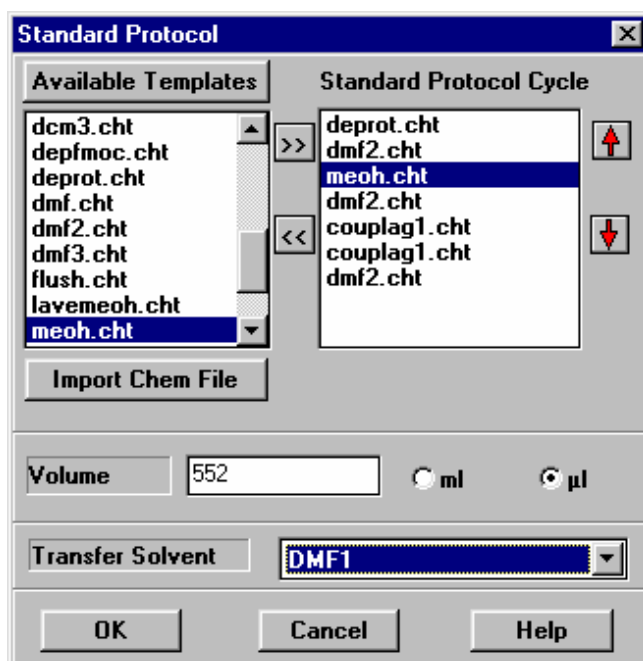 Standard Protocol
Available Templates
dcm3.cht
depfmoc.cht
deprot.cht
dmf.cht
dmf2.cht
dmf3.cht
flush.cht
lavemeoh.cht
meoh.cht
>>
<<
Standard Protocol Cycle
deprot.cht
dmf2.cht
meoh.cht
dmf2.cht
couplag1.cht
couplag1.cht
dmf2.cht
Import Chem File
Volume 552 ml µl
Transfer Solvent DMF1
OK Cancel Help